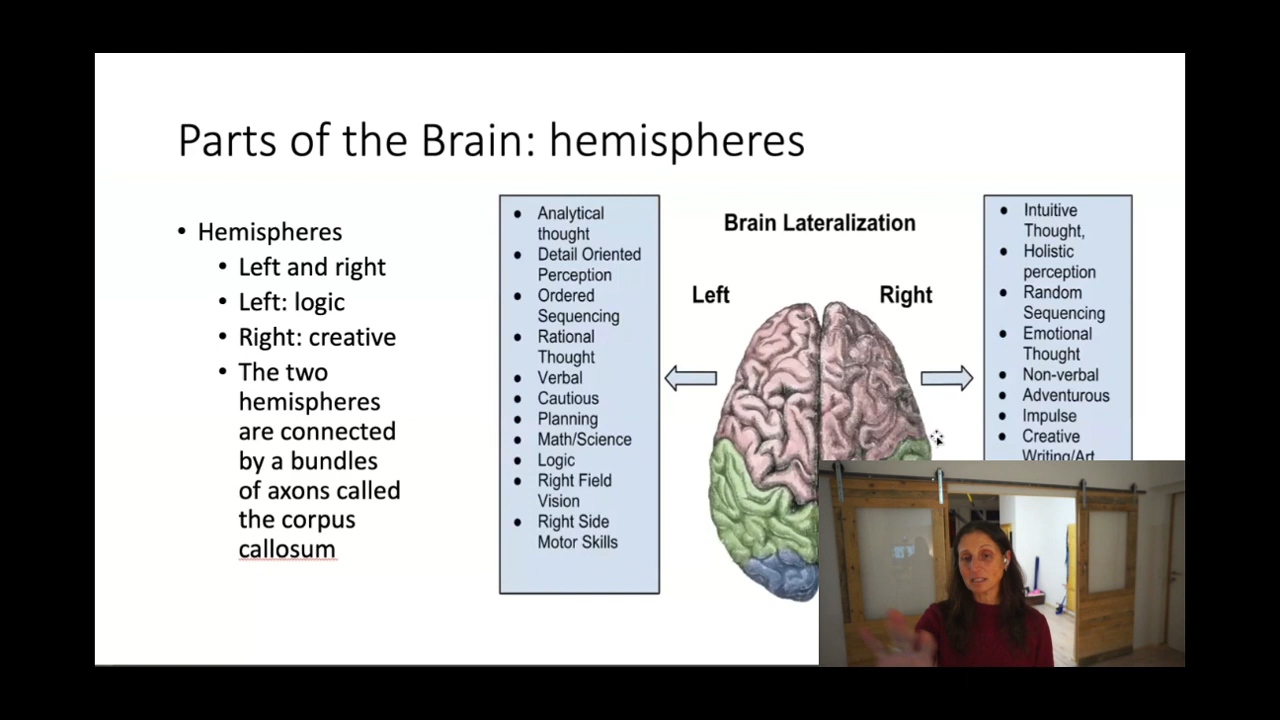 Parts of the Brain: hemispheres
• Hemispheres
• Left and right
• Left: logic
• Right: creative
• The two
hemispheres
are connected
by a bundles
of axons called
the corpus
callosum
• Analytical
thought
• Detail Oriented
Perception
• Ordered
Sequencing
• Rational
Thought
• Verbal
• Cautious
• Planning
• Math/Science
• Logic
• Right Field
Vision
• Right Side
Motor Skills
Brain Lateralization
Left
Right
• Intuitive
Thought,
• Holistic
perception
• Random
Sequencing
• Emotional
Thought
• Non-verbal
• Adventurous
• Impulse
• Creative
Writing/Art